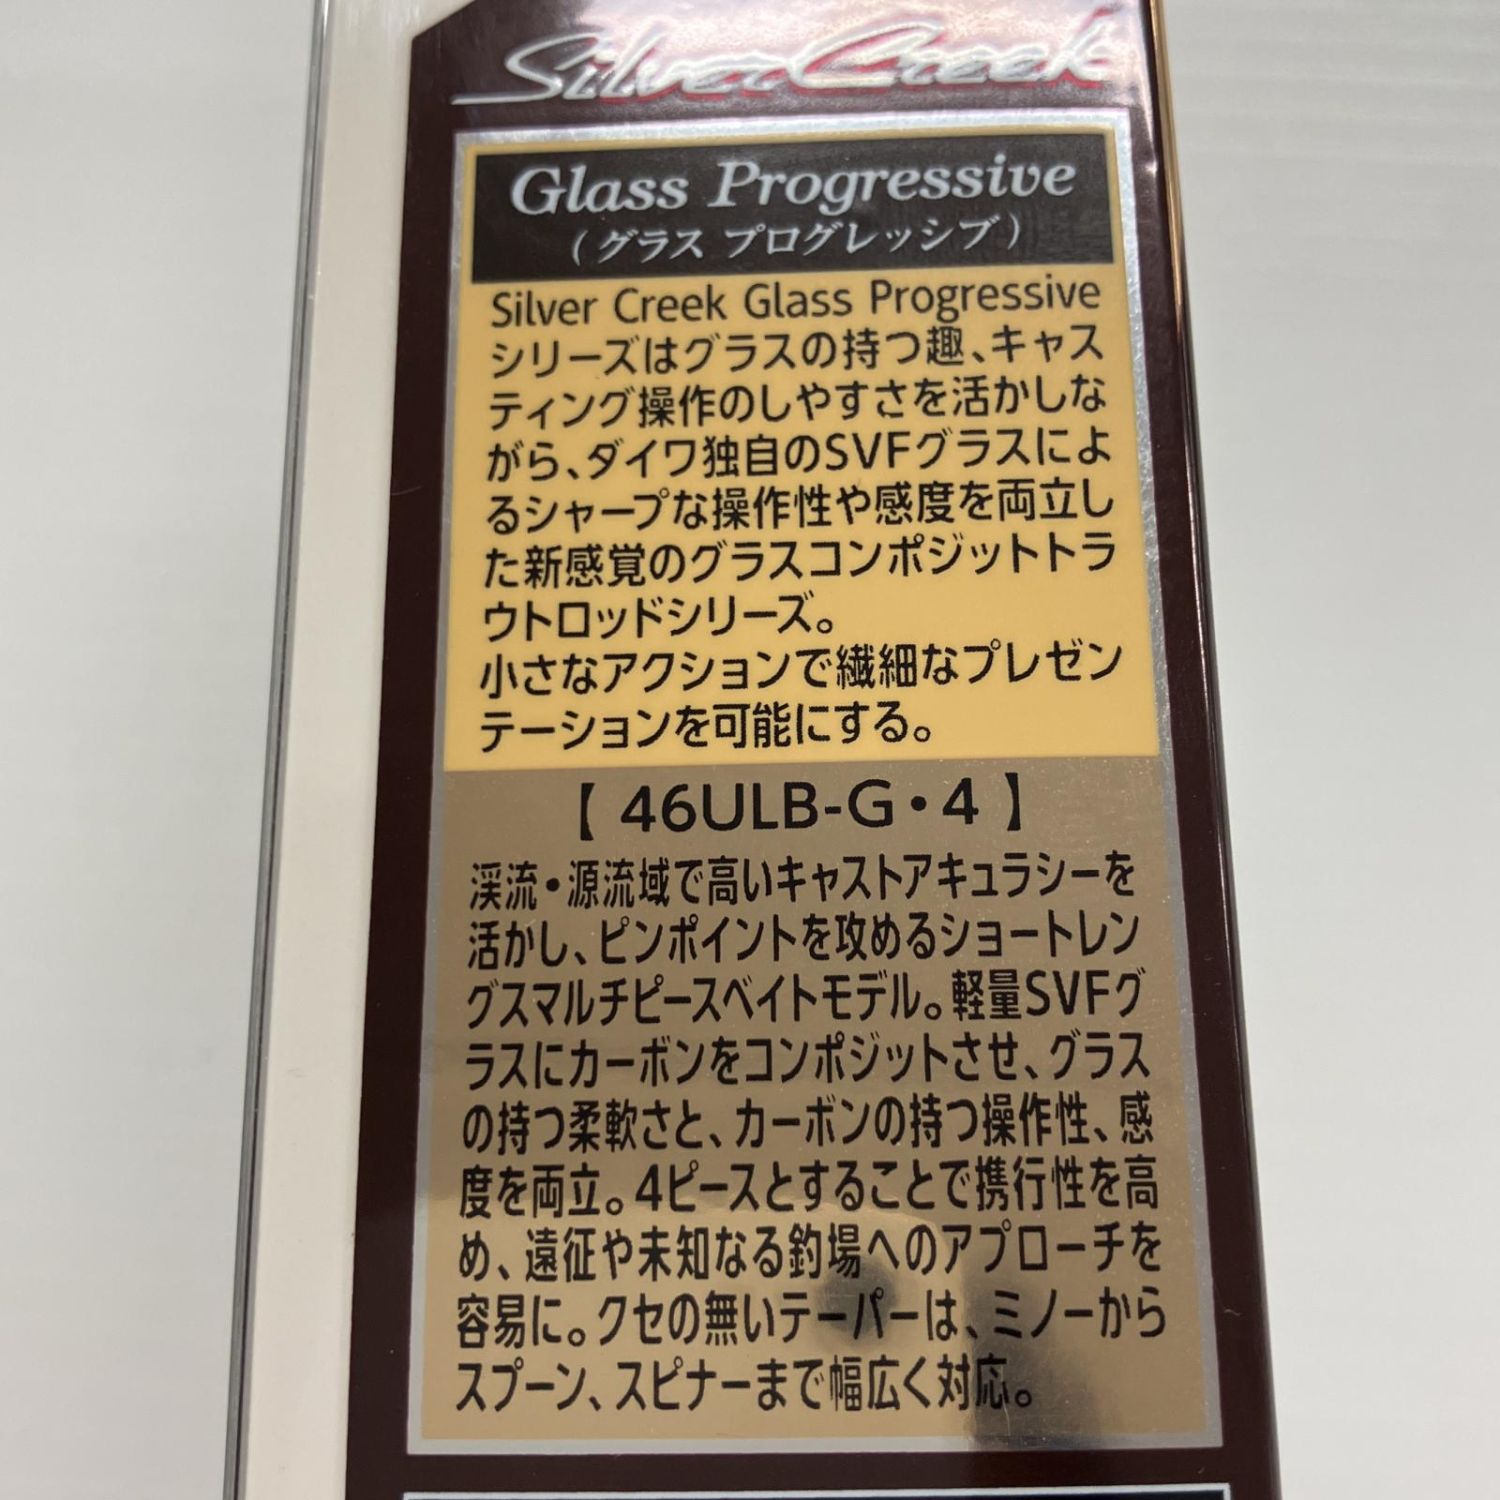 Silver Creek
Glass Progressive
(グラス プログレッシブ)
Silver Creek Glass Progressive
シリーズはグラスの持つ趣、キャス
ティング操作のしやすさを活かしな
がら、ダイワ独自のSVFグラスによ
るシャープな操作性や感度を両立し
た新感覚のグラスコンポジットトラ
ウトロッドシリーズ。
小さなアクションで繊細なプレゼン
テーションを可能にする。
【 46ULB-G・4 】
渓流・源流域で高いキャストアキュラシーを
活かし、ピンポイントを攻めるショートレン
グスマルチピースベイトモデル。軽量SVFグ
ラスにカーボンをコンポジットさせ、グラス
の持つ柔軟さと、カーボンの持つ操作性、感
度を両立。4ピースとすることで携行性を高
め、遠征や未知なる釣場へのアプローチを
容易に。クセの無いテーパーは、ミノーから
スプーン、スピナーまで幅広く対応。